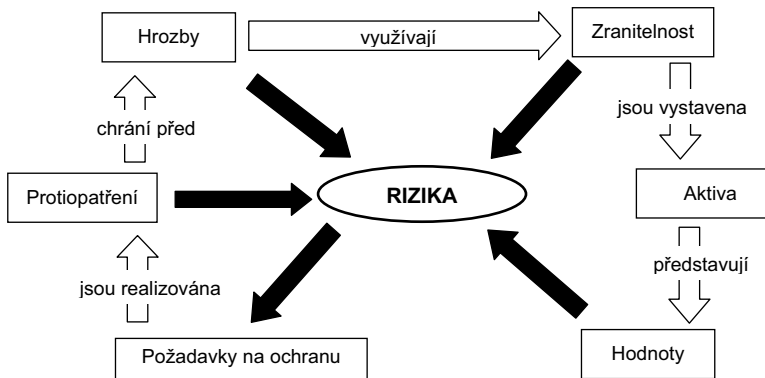 Hrozby
využívají
Zranitelnost
chrání před
jsou vystavena
Protiopatření
RIZIKA
Aktiva
jsou realizována
představují
Požadavky na ochranu
Hodnoty